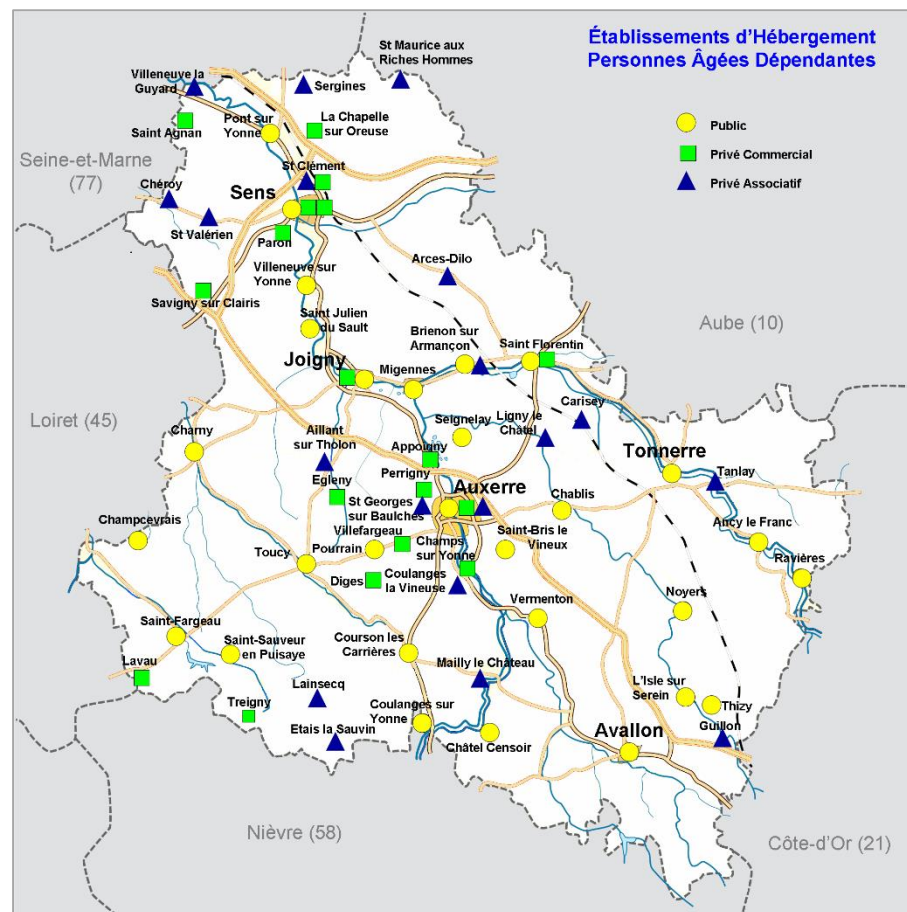 Établissements d'Hébergement
Personnes Âgées Dépendantes
Public
Privé Commercial
Privé Associatif
St Maurice aux
Riches Hommes
Villeneuve la
Guyard
Sergines
Pont sur
Yonne
La Chapelle
sur Oreuse
Saint Agnan
Seine-et-Marne
(77)
St Clément
Chéroy
Sens
St Valérien
Paron
Arces-Dilo
Villeneuve sur
Yonne
Savigny sur Clairis
Saint Julien
du Sault
Brienon sur
Armançon
Saint Florentin
Aube (10)
Joigny
Migennes
Carisey
Loiret (45)
Ligny le
Châtel
Seignelay
Charny
Aillant
sur Tholon
Appoigny
Tonnerre
Tanlay
Perrigny
Egleny
Auxerre
Chablis
St Georges
sur Baulches
Champcevrais
Villefargeau
Ancy le Franc
Saint-Bris le
Vineux
Champs
sur Yonne
Toucy
Pourrain
Ravières
Diges
Coulanges
la Vineuse
Noyers
Vermenton
Saint-Fargeau
Saint-Sauveur
en Puisaye
Courson les
Carrières
Lavau
Mailly le Château
L'Isle sur
Serein
Lainsecq
Treigny
Thizy
Coulanges sur
Yonne
Guillon
Etais la Sauvin
Avallon
Châtel Censoir
Nièvre (58)
Côte-d'Or (21)